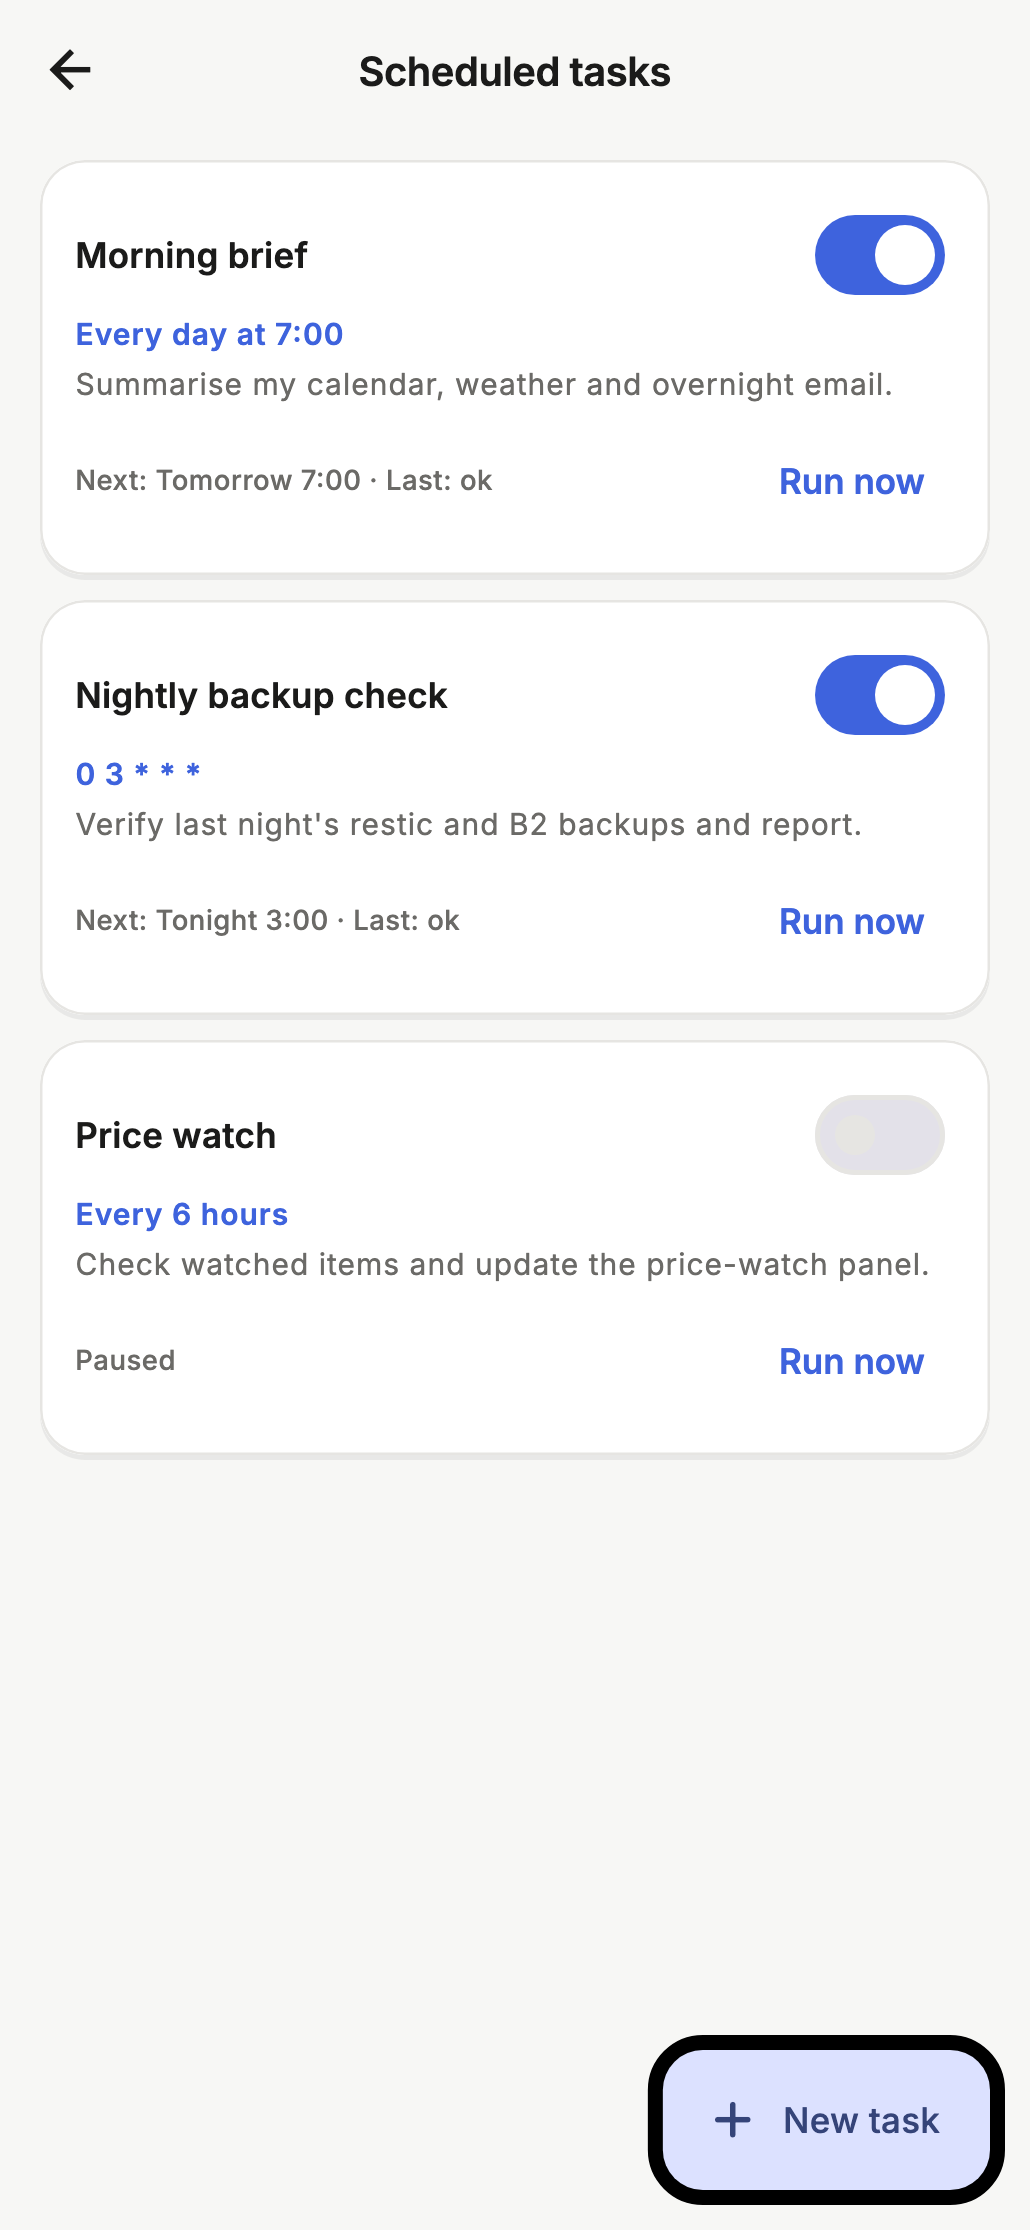 Scheduled tasks
Morning brief
Every day at 7:00
Summarise my calendar, weather and overnight email.
Next: Tomorrow 7:00 · Last: ok
Run now
Nightly backup check
0 3 * * *
Verify last night's restic and B2 backups and report.
Next: Tonight 3:00 · Last: ok
Run now
Price watch
Every 6 hours
Check watched items and update the price-watch panel.
Paused
Run now
New task